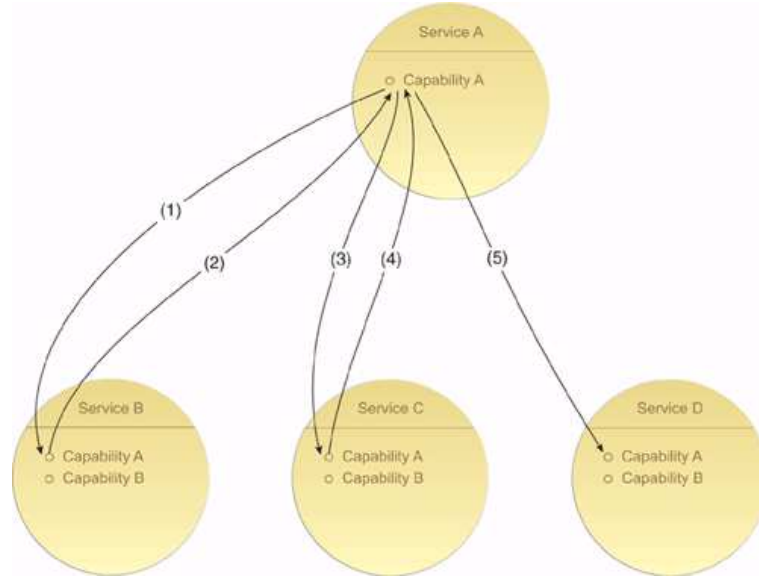 Service A
Capability A
(1)
(2)
(3)
(4)
(5)
Service B
Capability A
Capability B
Service C
Capability A
Capability B
Service D
Capability A
Capability B